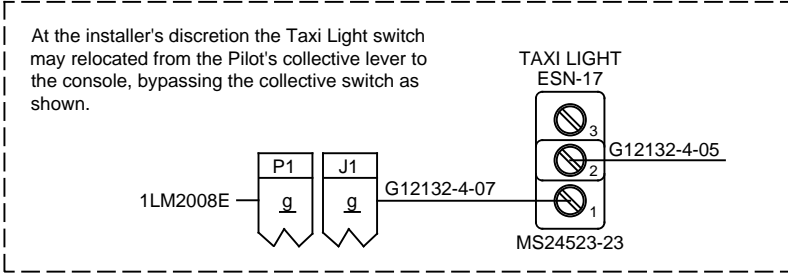 At the installer's discretion the Taxi Light switch
may relocated from the Pilot's collective lever to
the console, bypassing the collective switch as
shown.
TAXI LIGHT
ESN-17
3
2
G12132-4-05
P1
J1
1LM2008E
g
g
G12132-4-07
1
MS24523-23